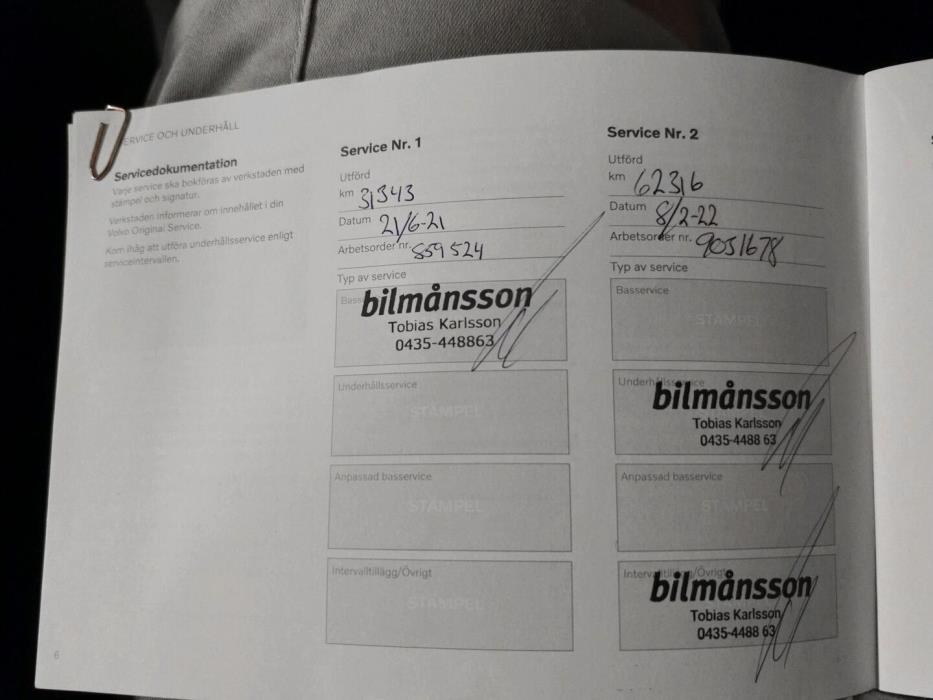 SERVICE OCH UNDERHÅLL
Servicedokumentation
Varje service ska bokföras av verkstaden med
stämpel och signatur.
Verkstaden informerar om innehållet i din
Volvo Original Service.
Kom ihåg att utföra underhållsservice enligt
serviceintervallen.
Service Nr. 1
Utförd
km 31343
Datum 21/6-21
Arbetsorder nr. 859524
Typ av service
bilmånsson
Tobias Karlsson
0435-448863
Underhållsservice
STÄMPEL
Anpassad basservice
STÄMPEL
Intervalltillägg/Övrigt
STÄMPEL
Service Nr. 2
Utförd
km 62316
Datum 8/2-22
Arbetsorder nr. 9051678
Typ av service
Basservice
STÄMPEL
Underhållsservice
bilmånsson
Tobias Karlsson
0435-4488 63
Anpassad basservice
STÄMPEL
Intervalltillägg/Övrigt
bilmånsson
Tobias Karlsson
0435-4488 63
6